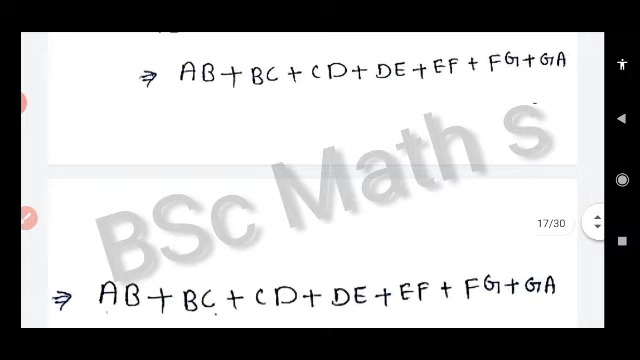 ⇒ AB + BC + CD + DE + EF + FG + GA
BSc Math s
17/30
⇒ AB + BC + CD + DE + EF + FG + GA